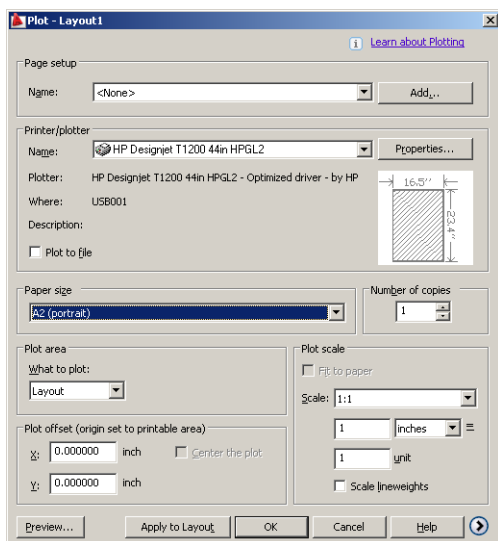 Plot - Layout1
Learn about Plotting
Page setup
Name: <None> Add...
Printer/plotter
Name: HP Designjet T1200 44in HPGL2 Properties...
Plotter: HP Designjet T1200 44in HPGL2 - Optimized driver - by HP
Where: USB001
Description:
Plot to file
16.5''
23.4''
Paper size
A2 (portrait)
Number of copies
1
Plot area
What to plot:
Layout
Plot scale
Fit to paper
Scale: 1:1
1 inches =
1 unit
Scale lineweights
Plot offset (origin set to printable area)
X: 0.000000 inch Center the plot
Y: 0.000000 inch
Preview... Apply to Layout OK Cancel Help